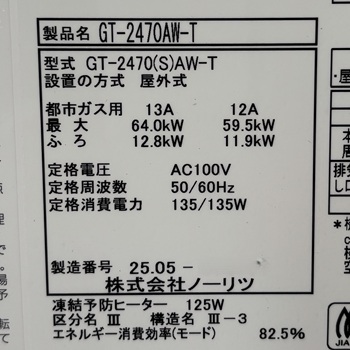 製品名 GT-2470AW-T
型式 GT-2470(S)AW-T
設置の方式 屋外式
都市ガス用 13A 12A
最大 64.0kW 59.5kW
ふろ 12.8kW 11.9kW
定格電圧 AC100V
定格周波数 50/60Hz
定格消費電力 135/135W
製造番号 25.05-
株式会社ノーリツ
凍結予防ヒーター 125W
区分名 Ⅲ 構造名 Ⅲ-3
エネルギー消費効率(モード) 82.5%